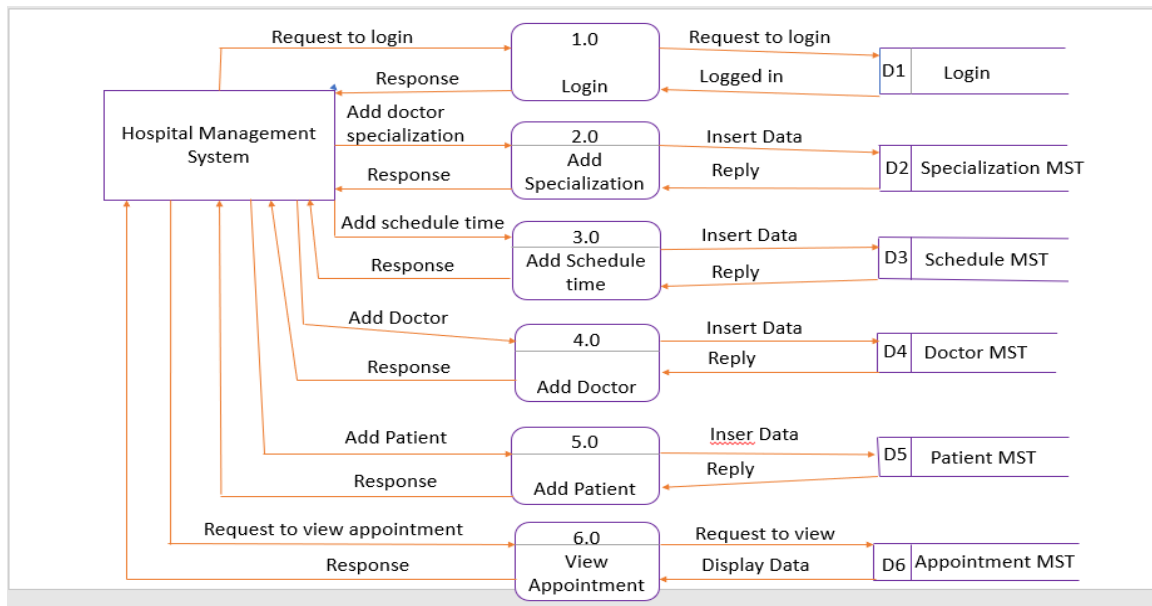 Request to login
1.0
Login
Request to login
D1
Login
Response
Logged in
Hospital Management
System
Add doctor
specialization
2.0
Add
Specialization
Insert Data
D2
Specialization MST
Response
Reply
Add schedule time
3.0
Add Schedule
time
Insert Data
D3
Schedule MST
Response
Reply
Add Doctor
4.0
Add Doctor
Insert Data
D4
Doctor MST
Response
Reply
Add Patient
5.0
Add Patient
Inser Data
D5
Patient MST
Response
Reply
Request to view appointment
6.0
View
Appointment
Request to view
D6
Appointment MST
Response
Display Data